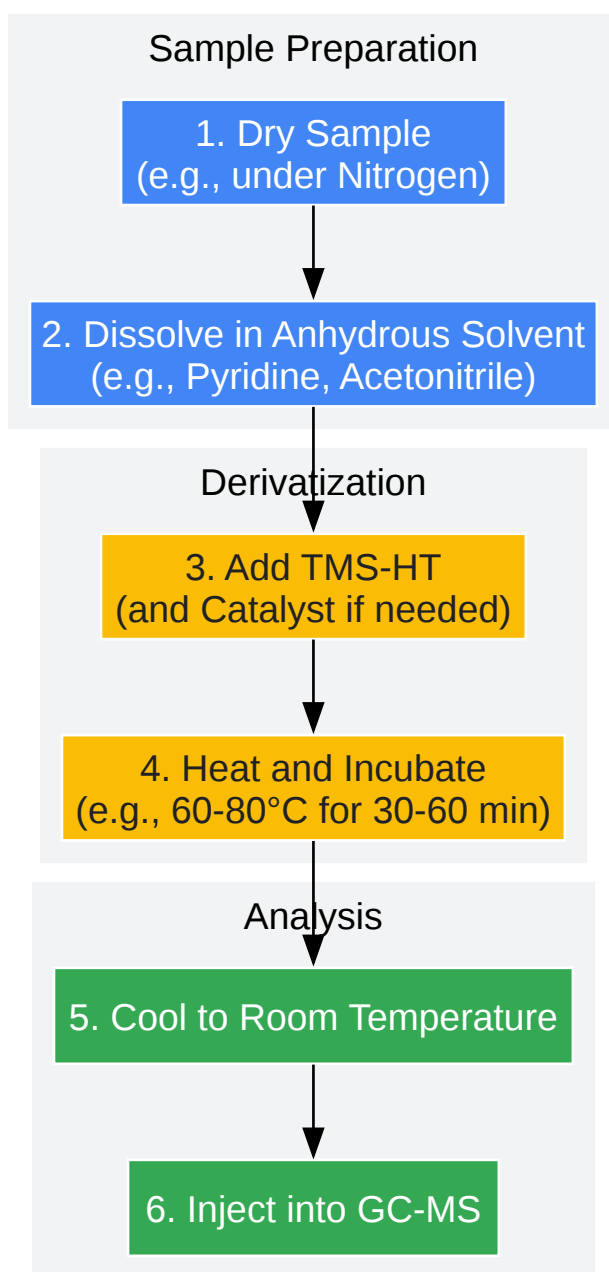 Sample Preparation
1. Dry Sample
(e.g., under Nitrogen)
2. Dissolve in Anhydrous Solvent
(e.g., Pyridine, Acetonitrile)
Derivatization
3. Add TMS-HT
(and Catalyst if needed)
4. Heat and Incubate
(e.g., 60-80°C for 30-60 min)
Analysis
5. Cool to Room Temperature
6. Inject into GC-MS